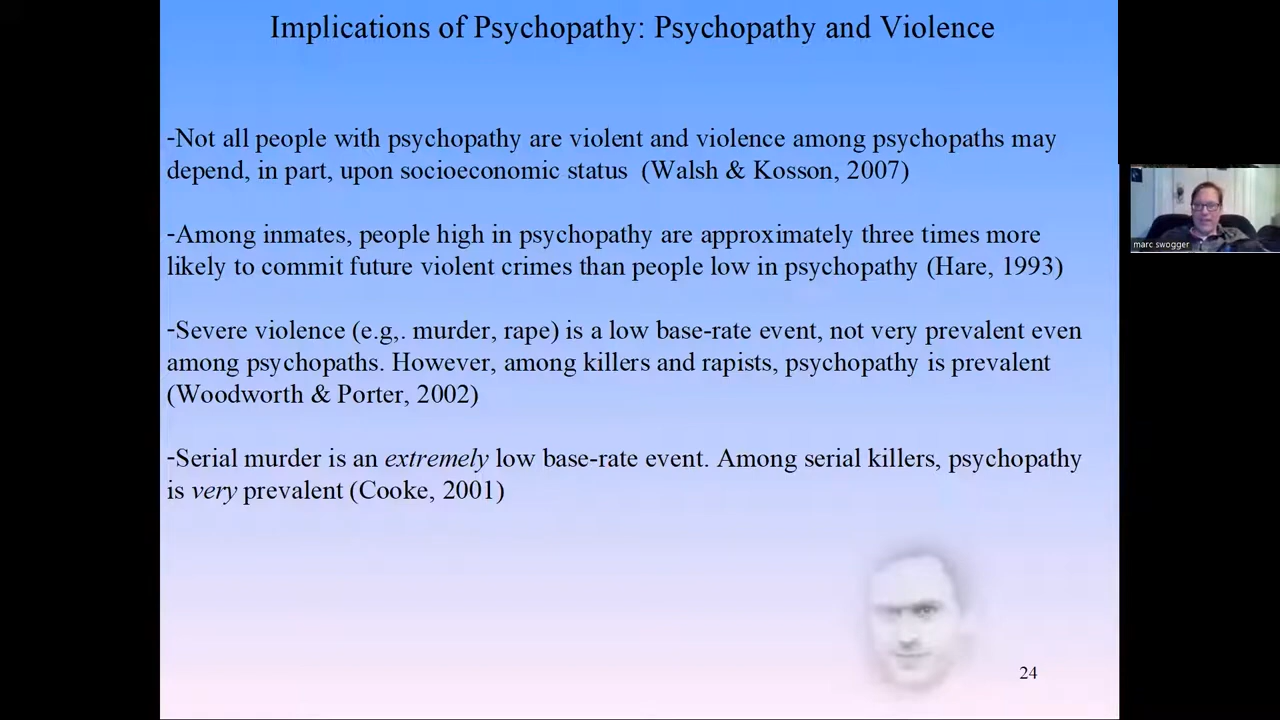 Implications of Psychopathy: Psychopathy and Violence
-Not all people with psychopathy are violent and violence among psychopaths may
depend, in part, upon socioeconomic status (Walsh & Kosson, 2007)
-Among inmates, people high in psychopathy are approximately three times more
likely to commit future violent crimes than people low in psychopathy (Hare, 1993)
-Severe violence (e.g,. murder, rape) is a low base-rate event, not very prevalent even
among psychopaths. However, among killers and rapists, psychopathy is prevalent
(Woodworth & Porter, 2002)
-Serial murder is an extremely low base-rate event. Among serial killers, psychopathy
is very prevalent (Cooke, 2001)
24
marc swogger